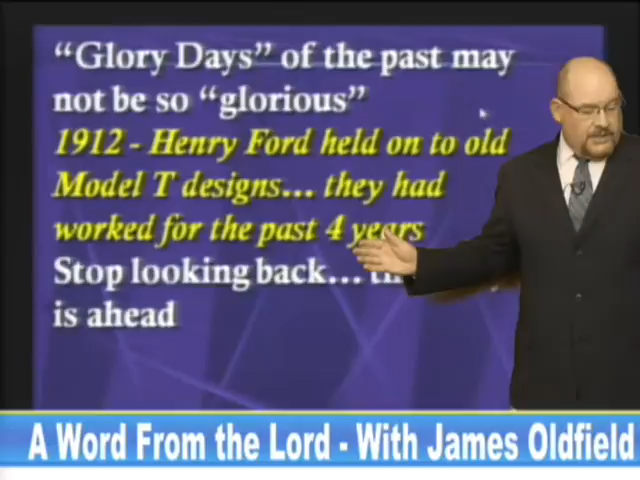 “Glory Days” of the past may
not be so “glorious”
1912 - Henry Ford held on to old
Model T designs... they had
worked for the past 4 years
Stop looking back...
is ahead
A Word From the Lord - With James Oldfield